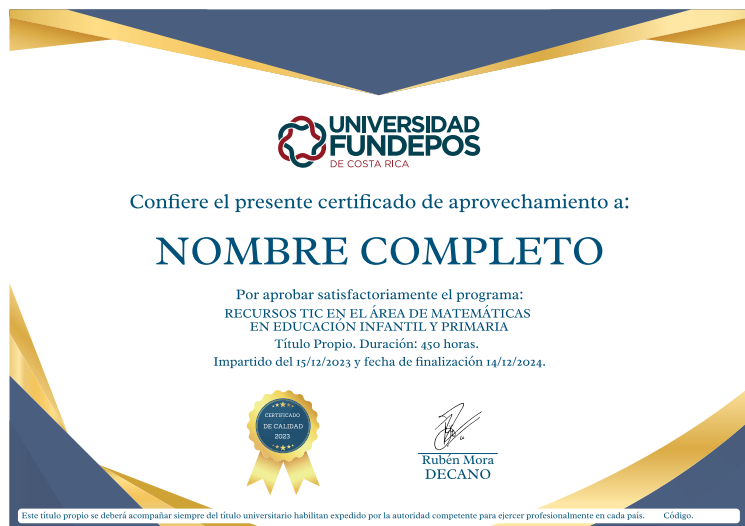 UNIVERSIDAD
FUNDEPOS
DE COSTA RICA
Confiere el presente certificado de aprovechamiento a:
NOMBRE COMPLETO
Por aprobar satisfactoriamente el programa:
RECURSOS TIC EN EL ÁREA DE MATEMÁTICAS
EN EDUCACIÓN INFANTIL Y PRIMARIA
Título Propio. Duración: 450 horas.
Impartido del 15/12/2023 y fecha de finalización 14/12/2024.
CERTIFICADO
DE CALIDAD
2023
Rubén Mora
DECANO
Este titulo propio se deberá acompañar siempre del título universitario habilitan expedido por la autoridad competente para ejercer profesionalmente en cada país. Código.